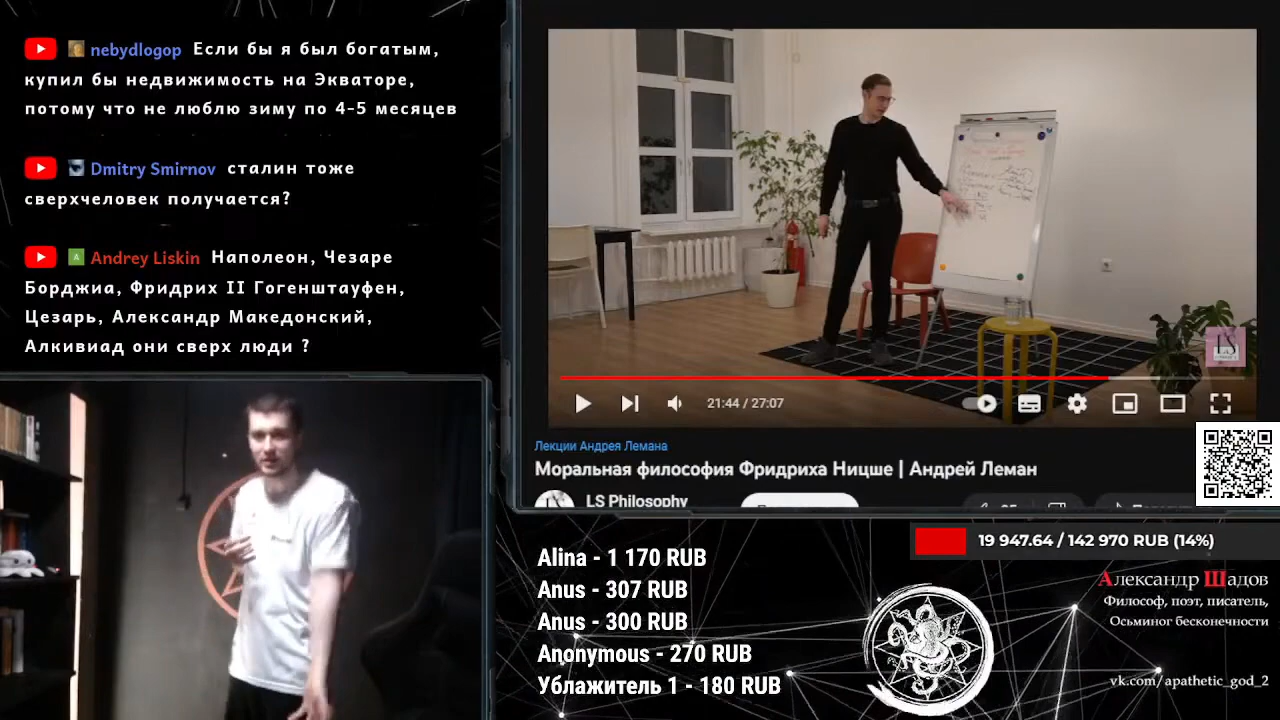 nebydlogop Если бы я был богатым,
купил бы недвижимость на Экваторе,
потому что не люблю зиму по 4-5 месяцев
Dmitry Smirnov сталин тоже
сверхчеловек получается?
A Andrey Liskin Наполеон, Чезаре
Борджиа, Фридрих II Гогенштауфен,
Цезарь, Александр Македонский,
Алкивиад они сверх люди ?
LS
21:44 / 27:07
Лекции Андрея Лемана
Моральная философия Фридриха Ницше | Андрей Леман
LS Philosophy
19 947.64 / 142 970 RUB (14%)
Alina - 1 170 RUB
Anus - 307 RUB
Anus - 300 RUB
Anonymous - 270 RUB
Ублажитель 1 - 180 RUB
Александр Шадов
Философ, поэт, писатель,
Осьминог бесконечности
vk.com/apathetic_god_2